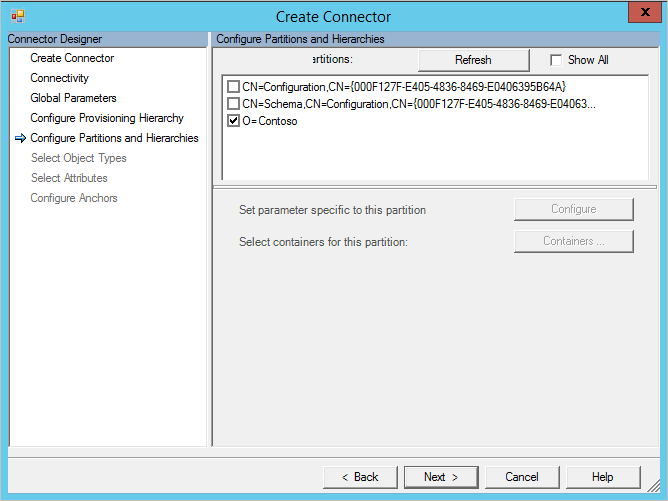 Create Connector
x
Connector Designer
Create Connector
Connectivity
Global Parameters
Configure Provisioning Hierarchy
Configure Partitions and Hierarchies
Select Object Types
Select Attributes
Configure Anchors
Configure Partitions and Hierarchies
artitions:
Refresh
Show All
CN=Configuration,CN={000F127F-E405-4836-8469-E0406395B64A}
CN=Schema,CN=Configuration,CN={000F127F-E405-4836-8469-E04063...
O=Contoso
Set parameter specific to this partition
Configure
Select containers for this partition:
Containers ...
< Back
Next >
Cancel
Help